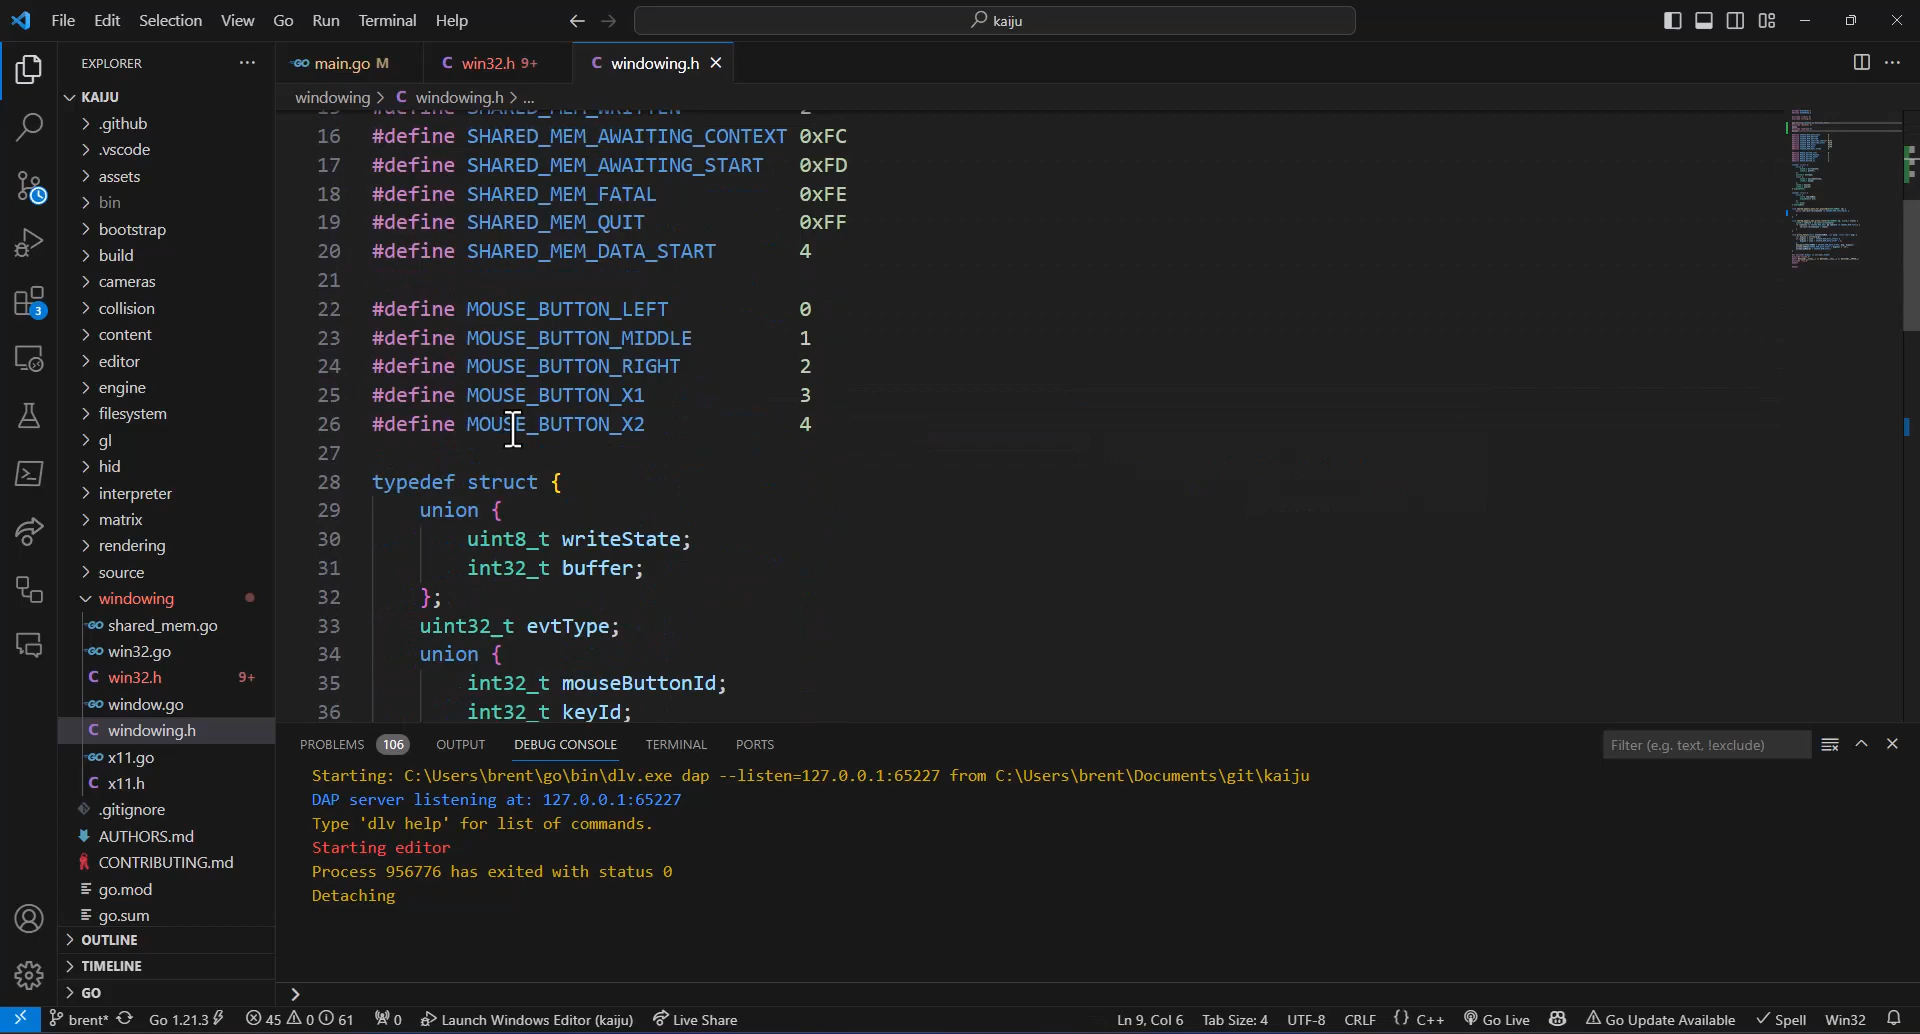 File Edit Selection View Go Run Terminal Help
kaiju
EXPLORER
KAIJU
.github
.vscode
assets
bin
bootstrap
build
cameras
collision
content
editor
engine
filesystem
gl
hid
interpreter
matrix
rendering
source
windowing
shared_mem.go
win32.go
win32.h 9+
window.go
windowing.h
x11.go
x11.h
.gitignore
AUTHORS.md
CONTRIBUTING.md
go.mod
go.sum
OUTLINE
TIMELINE
GO
3
main.go M
win32.h 9+
windowing.h
windowing > C windowing.h > ...
15 #define SHARED_MEM_WRITTEN 2
16 #define SHARED_MEM_AWAITING_CONTEXT 0xFC
17 #define SHARED_MEM_AWAITING_START 0xFD
18 #define SHARED_MEM_FATAL 0xFE
19 #define SHARED_MEM_QUIT 0xFF
20 #define SHARED_MEM_DATA_START 4
21
22 #define MOUSE_BUTTON_LEFT 0
23 #define MOUSE_BUTTON_MIDDLE 1
24 #define MOUSE_BUTTON_RIGHT 2
25 #define MOUSE_BUTTON_X1 3
26 #define MOUSE_BUTTON_X2 4
27
28 typedef struct {
29 union {
30 uint8_t writeState;
31 int32_t buffer;
32 };
33 uint32_t evtType;
34 union {
35 int32_t mouseButtonId;
36 int32_t keyId;
PROBLEMS 106 OUTPUT DEBUG CONSOLE TERMINAL PORTS
Filter (e.g. text, !exclude)
Starting: C:\Users\brent\go\bin\dlv.exe dap --listen=127.0.0.1:65227 from C:\Users\brent\Documents\git\kaiju
DAP server listening at: 127.0.0.1:65227
Type 'dlv help' for list of commands.
Starting editor
Process 956776 has exited with status 0
Detaching
brent* Go 1.21.3 45 0 61 0 Launch Windows Editor (kaiju) Live Share
Ln 9, Col 6 Tab Size: 4 UTF-8 CRLF {} C++ Go Live Go Update Available Spell Win32